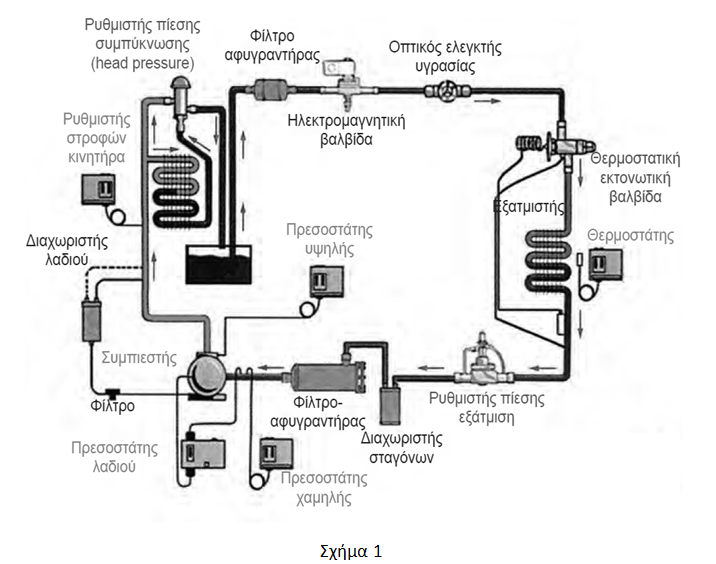 Ρυθμιστής πίεσης
συμπύκνωσης
(head pressure)
Φίλτρο
αφυγραντήρας
Οπτικός ελεγκτής
υγρασίας
Ηλεκτρομαγνητική
βαλβίδα
Ρυθμιστής
στροφών
κινητήρα
Θερμοστατική
εκτονωτική
βαλβίδα
Εξατμιστής
Διαχωριστής
λαδιού
Πρεσοστάτης
υψηλής
Θερμοστάτης
Συμπιεστής
Φίλτρο
Φίλτρο-
αφυγραντήρας
Ρυθμιστής πίεσης
εξάτμιση
Διαχωριστής
σταγόνων
Πρεσοστάτης
λαδιού
Πρεσοστάτης
χαμηλής
Σχήμα 1